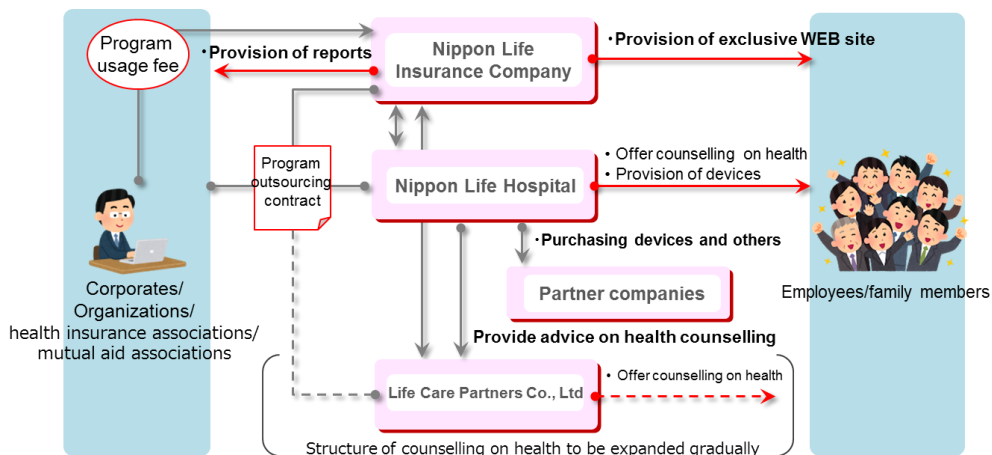 Program
usage fee
・Provision of reports
Nippon Life
Insurance Company
・Provision of exclusive WEB site
Program
outsourcing
contract
Nippon Life Hospital
・Offer counselling on health
・Provision of devices
・Purchasing devices and others
Partner companies
Corporates/
Organizations/
health insurance associations/
mutual aid associations
Employees/family members
Provide advice on health counselling
Life Care Partners Co., Ltd
・Offer counselling on health
Structure of counselling on health to be expanded gradually